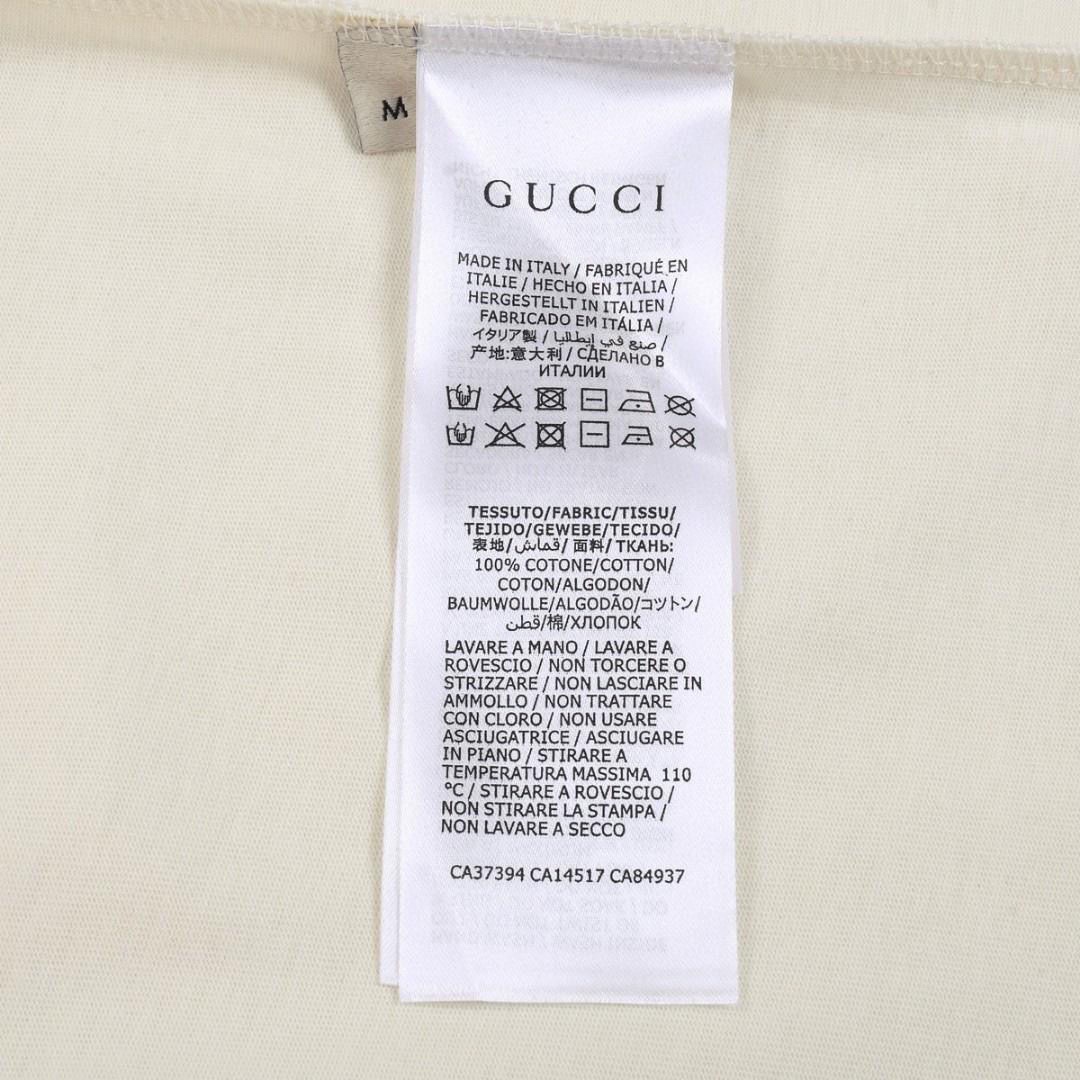 M
GUCCI
MADE IN ITALY / FABRIQUÉ EN
ITALIE / HECHO EN ITALIA /
HERGESTELLT IN ITALIEN /
FABRICADO EM ITÁLIA /
イタリア製 / صنع في إيطاليا /
产地:意大利 / СДЕЛАНО В
ИТАЛИИ
TESSUTO/FABRIC/TISSU/
TEJIDO/GEWEBE/TECIDO/
表地/قماش/ 面料/ ТКАНЬ:
100% COTONE/COTTON/
COTON/ALGODON/
BAUMWOLLE/ALGODÃO/コットン/
قطن/棉/ХЛОПОК
LAVARE A MANO / LAVARE A
ROVESCIO / NON TORCERE O
STRIZZARE / NON LASCIARE IN
AMMOLLO / NON TRATTARE
CON CLORO / NON USARE
ASCIUGATRICE / ASCIUGARE
IN PIANO / STIRARE A
TEMPERATURA MASSIMA 110
°C / STIRARE A ROVESCIO /
NON STIRARE LA STAMPA /
NON LAVARE A SECCO
CA37394 CA14517 CA84937